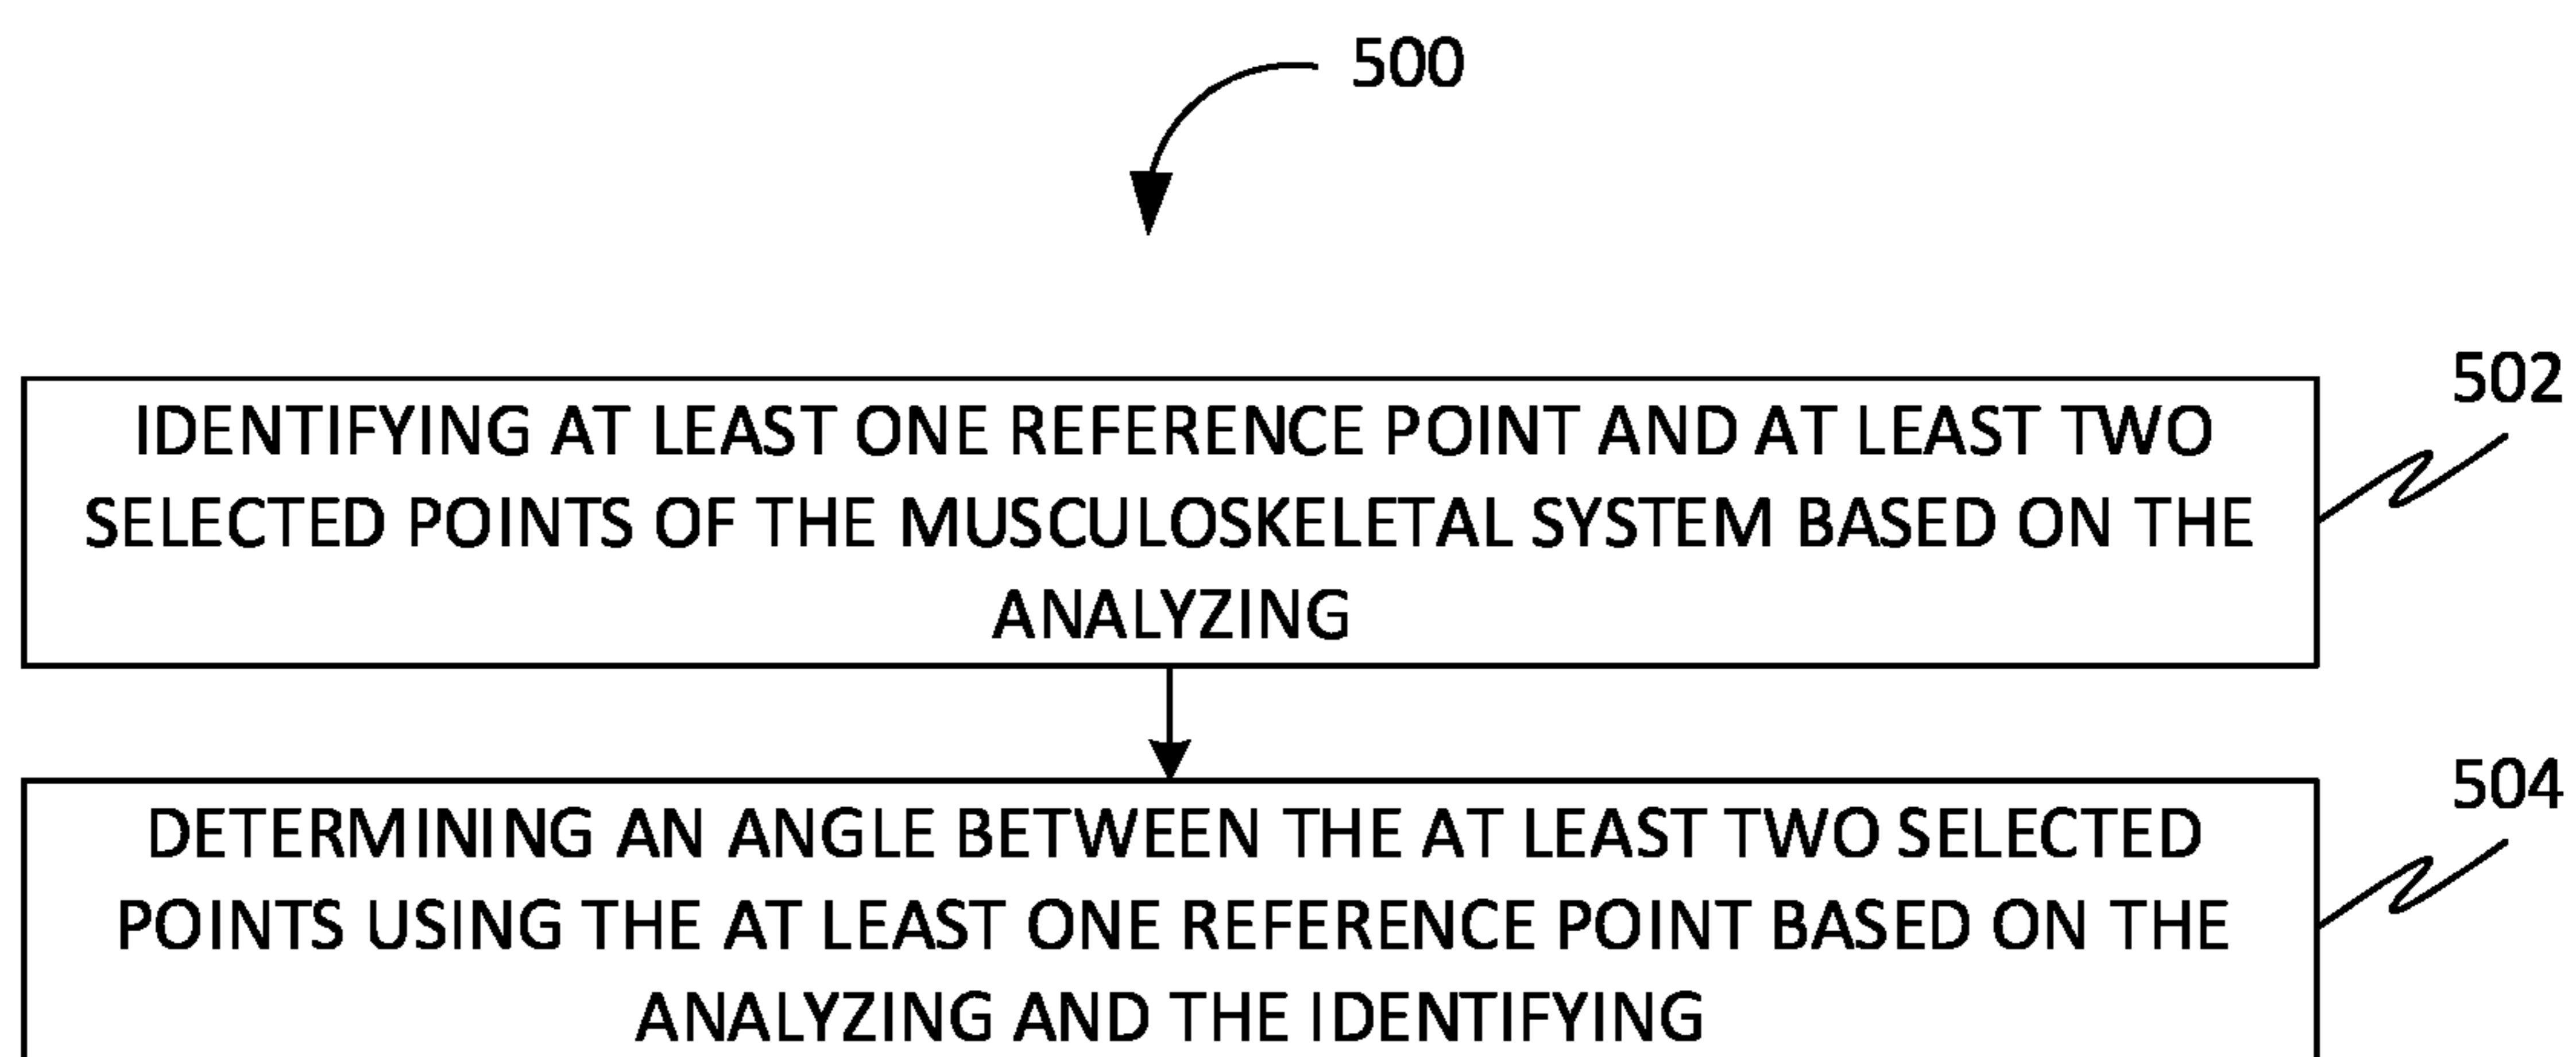 500
502
IDENTIFYING AT LEAST ONE REFERENCE POINT AND AT LEAST TWO
SELECTED POINTS OF THE MUSCULOSKELETAL SYSTEM BASED ON THE
ANALYZING
504
DETERMINING AN ANGLE BETWEEN THE AT LEAST TWO SELECTED
POINTS USING THE AT LEAST ONE REFERENCE POINT BASED ON THE
ANALYZING AND THE IDENTIFYING